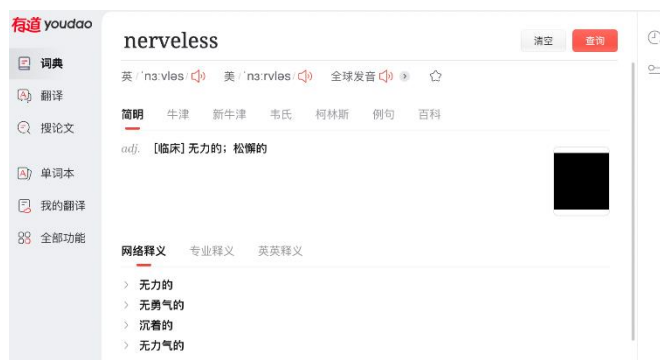 有道 youdao
nerveless
清空
查询
词典
英 /ˈnɜːvləs/ 美 /ˈnɜːrvləs/ 全球发音
翻译
简明 牛津 新牛津 韦氏 柯林斯 例句 百科
搜论文
adj. [临床] 无力的；松懈的
单词本
我的翻译
全部功能
网络释义 专业释义 英英释义
无力的
无勇气的
沉着的
无力气的